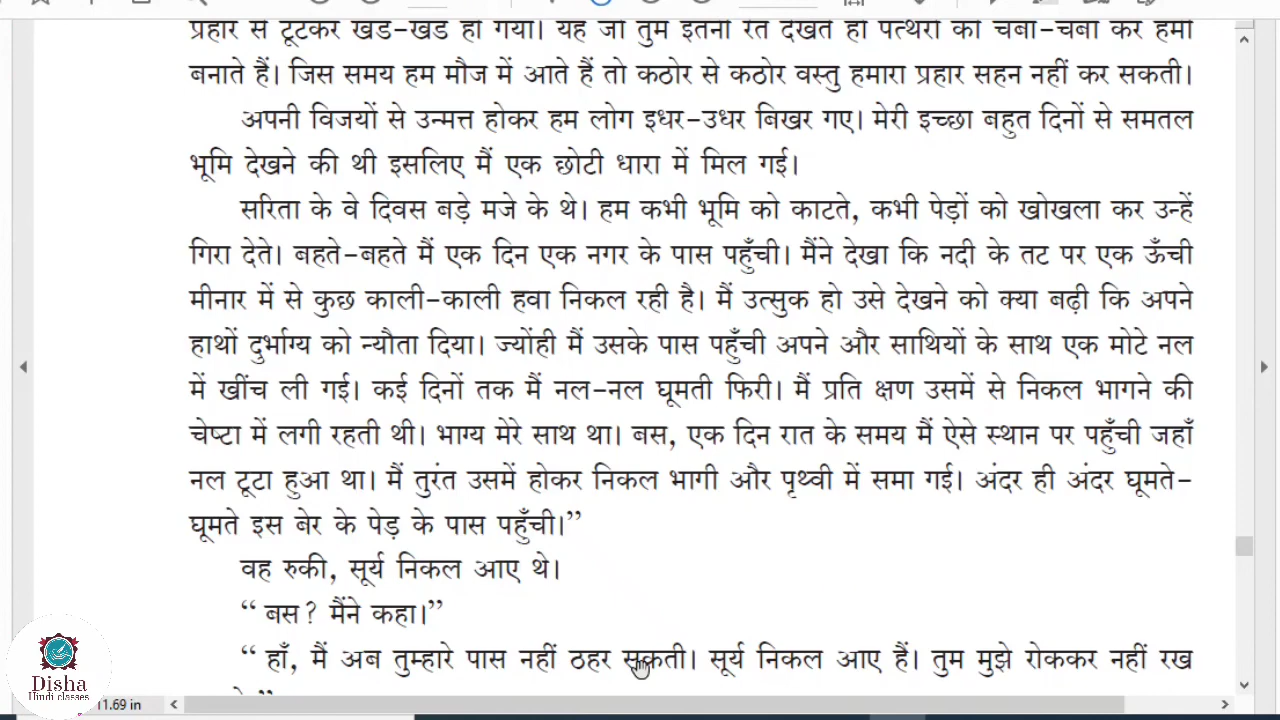 प्रहार से टूटकर खंड-खंड हो गया। यह जो तुम इतनी रेत देखते हो पत्थरों को चबा-चबा कर हमीं
बनाते हैं। जिस समय हम मौज में आते हैं तो कठोर से कठोर वस्तु हमारा प्रहार सहन नहीं कर सकती।
अपनी विजयों से उन्मत्त होकर हम लोग इधर-उधर बिखर गए। मेरी इच्छा बहुत दिनों से समतल
भूमि देखने की थी इसलिए मैं एक छोटी धारा में मिल गई।
सरिता के वे दिवस बड़े मजे के थे। हम कभी भूमि को काटते, कभी पेड़ों को खोखला कर उन्हें
गिरा देते। बहते-बहते मैं एक दिन एक नगर के पास पहुँची। मैंने देखा कि नदी के तट पर एक ऊँची
मीनार में से कुछ काली-काली हवा निकल रही है। मैं उत्सुक हो उसे देखने को क्या बढ़ी कि अपने
हाथों दुर्भाग्य को न्यौता दिया। ज्योंही मैं उसके पास पहुँची अपने और साथियों के साथ एक मोटे नल
में खींच ली गई। कई दिनों तक मैं नल-नल घूमती फिरी। मैं प्रति क्षण उसमें से निकल भागने की
चेष्टा में लगी रहती थी। भाग्य मेरे साथ था। बस, एक दिन रात के समय मैं ऐसे स्थान पर पहुँची जहाँ
नल टूटा हुआ था। मैं तुरंत उसमें होकर निकल भागी और पृथ्वी में समा गई। अंदर ही अंदर घूमते-
घूमते इस बेर के पेड़ के पास पहुँची।”
वह रुकी, सूर्य निकल आए थे।
“ बस? मैंने कहा।”
“ हाँ, मैं अब तुम्हारे पास नहीं ठहर सकती। सूर्य निकल आए हैं। तुम मुझे रोककर नहीं रख
Disha
Hindi classes
11.69 in